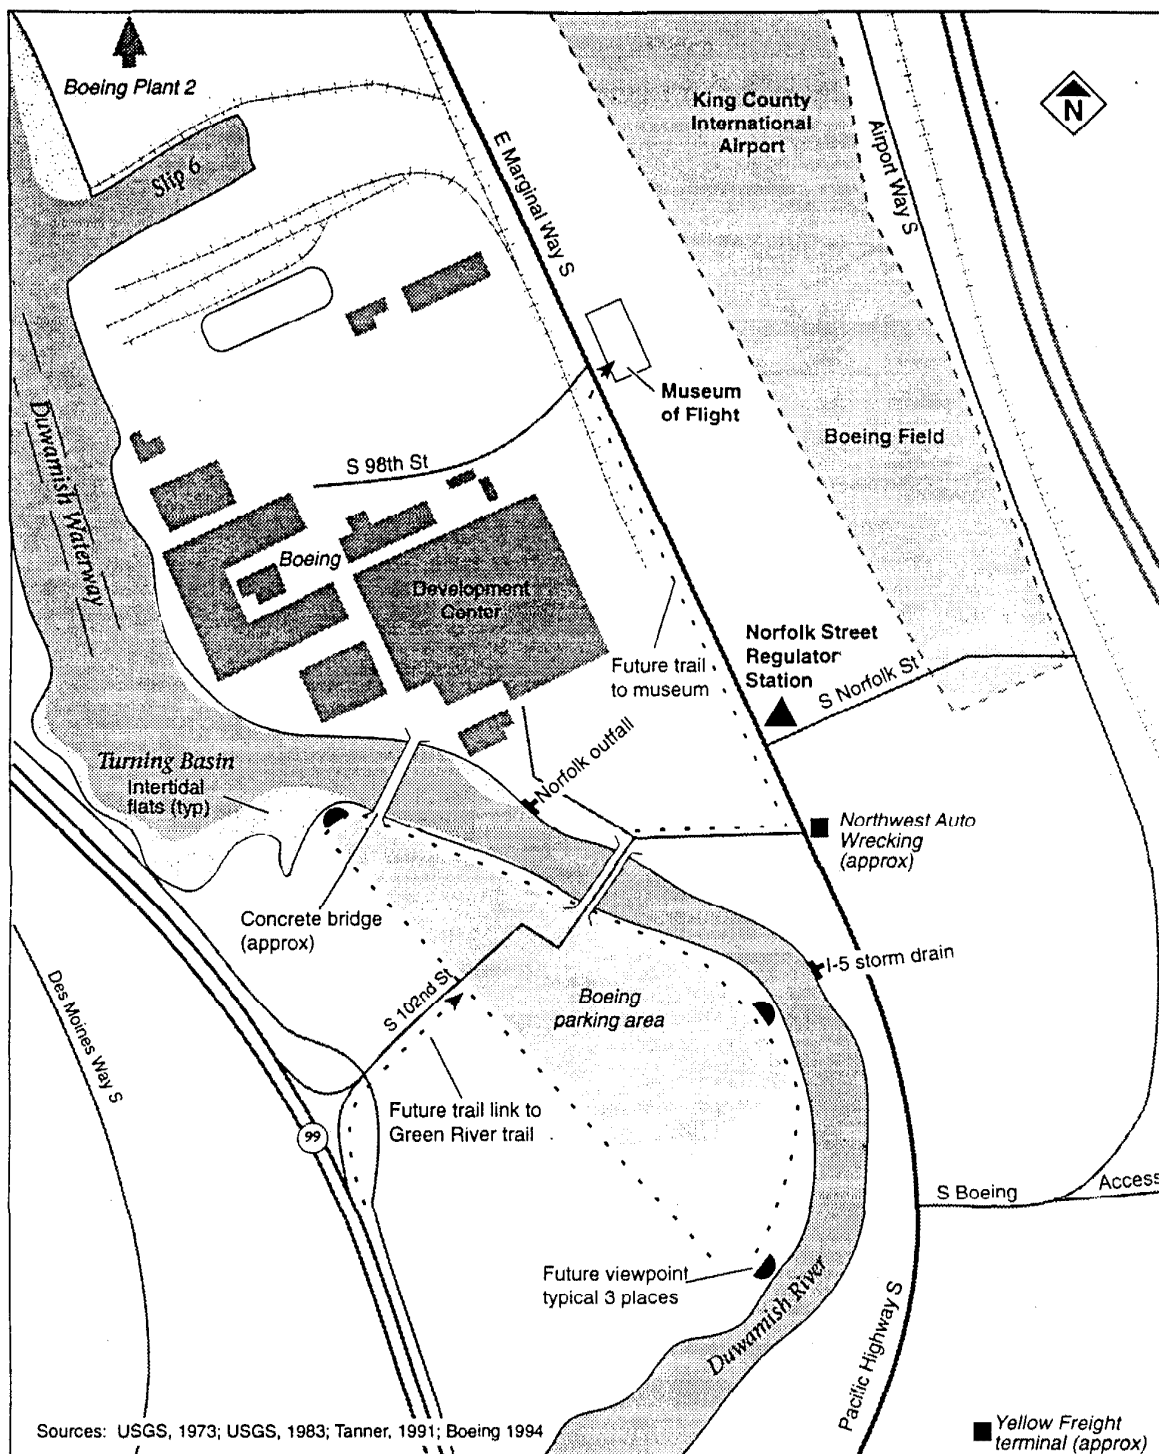 Boeing Plant 2
King County
International
Airport
N
Slip 6
E Marginal Way S
Airport Way S
Museum
of Flight
Boeing Field
Duwamish Waterway
S 98th St
Boeing
Development
Center
Norfolk Street
Regulator
Station
Future trail
to museum
S Norfolk St
Turning Basin
Intertidal
flats (typ)
Norfolk outfall
Northwest Auto
Wrecking
(approx)
Concrete bridge
(approx)
I-5 storm drain
Des Moines Way S
S 102nd St
Boeing
parking area
Future trail link to
Green River trail
99
S Boeing
Access
Future viewpoint
typical 3 places
Duwamish River
Pacific Highway S
Sources: USGS, 1973; USGS, 1983; Tanner, 1991; Boeing 1994
Yellow Freight
terminal (approx)